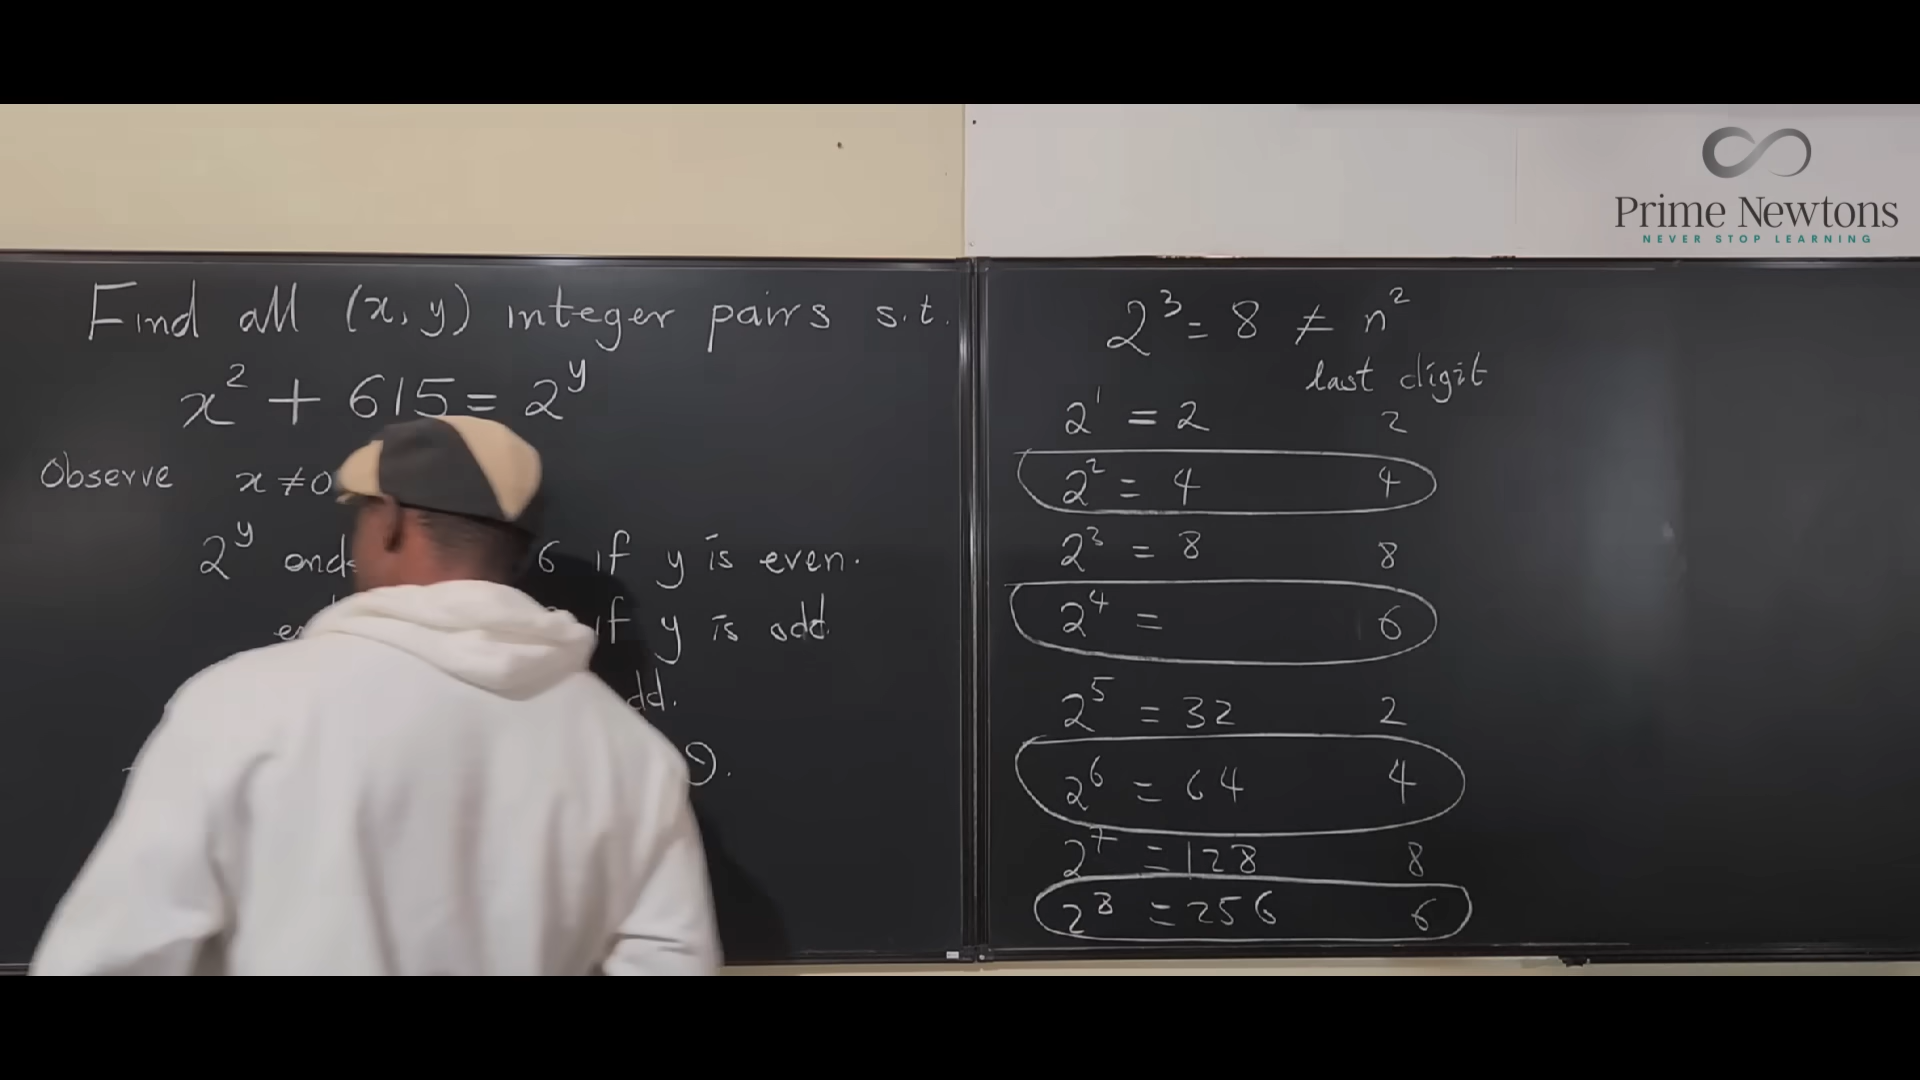 Prime Newtons
NEVER STOP LEARNING
Find all (x, y) integer pairs s.t.
x² + 615 = 2^y
Observe x ≠ 0
2^y 6 if y is even.
if y is odd
2³ = 8 ≠ n²
last digit
2¹ = 2 2
2² = 4 4
2³ = 8 8
2⁴ = 6
2⁵ = 32 2
2⁶ = 64 4
2⁷ = 128 8
2⁸ = 256 6